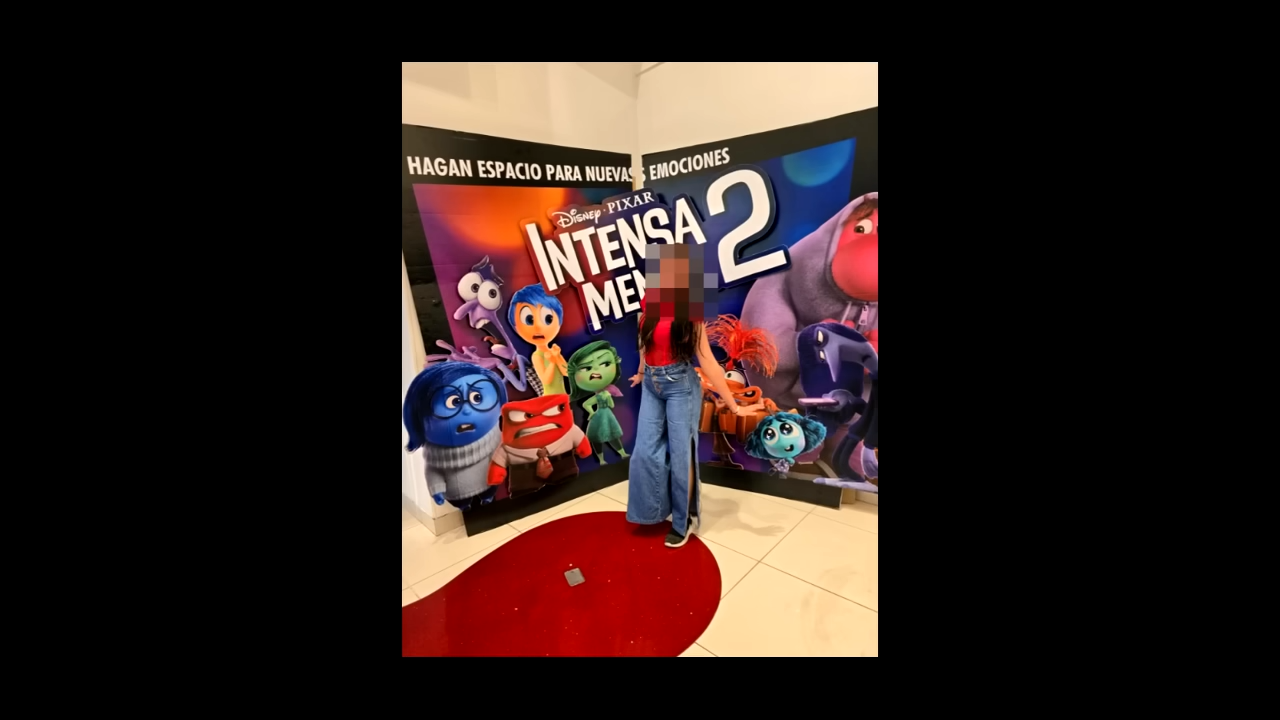 HAGAN ESPACIO PARA NUEVAS EMOCIONES
Disney · PIXAR
INTENSA
2